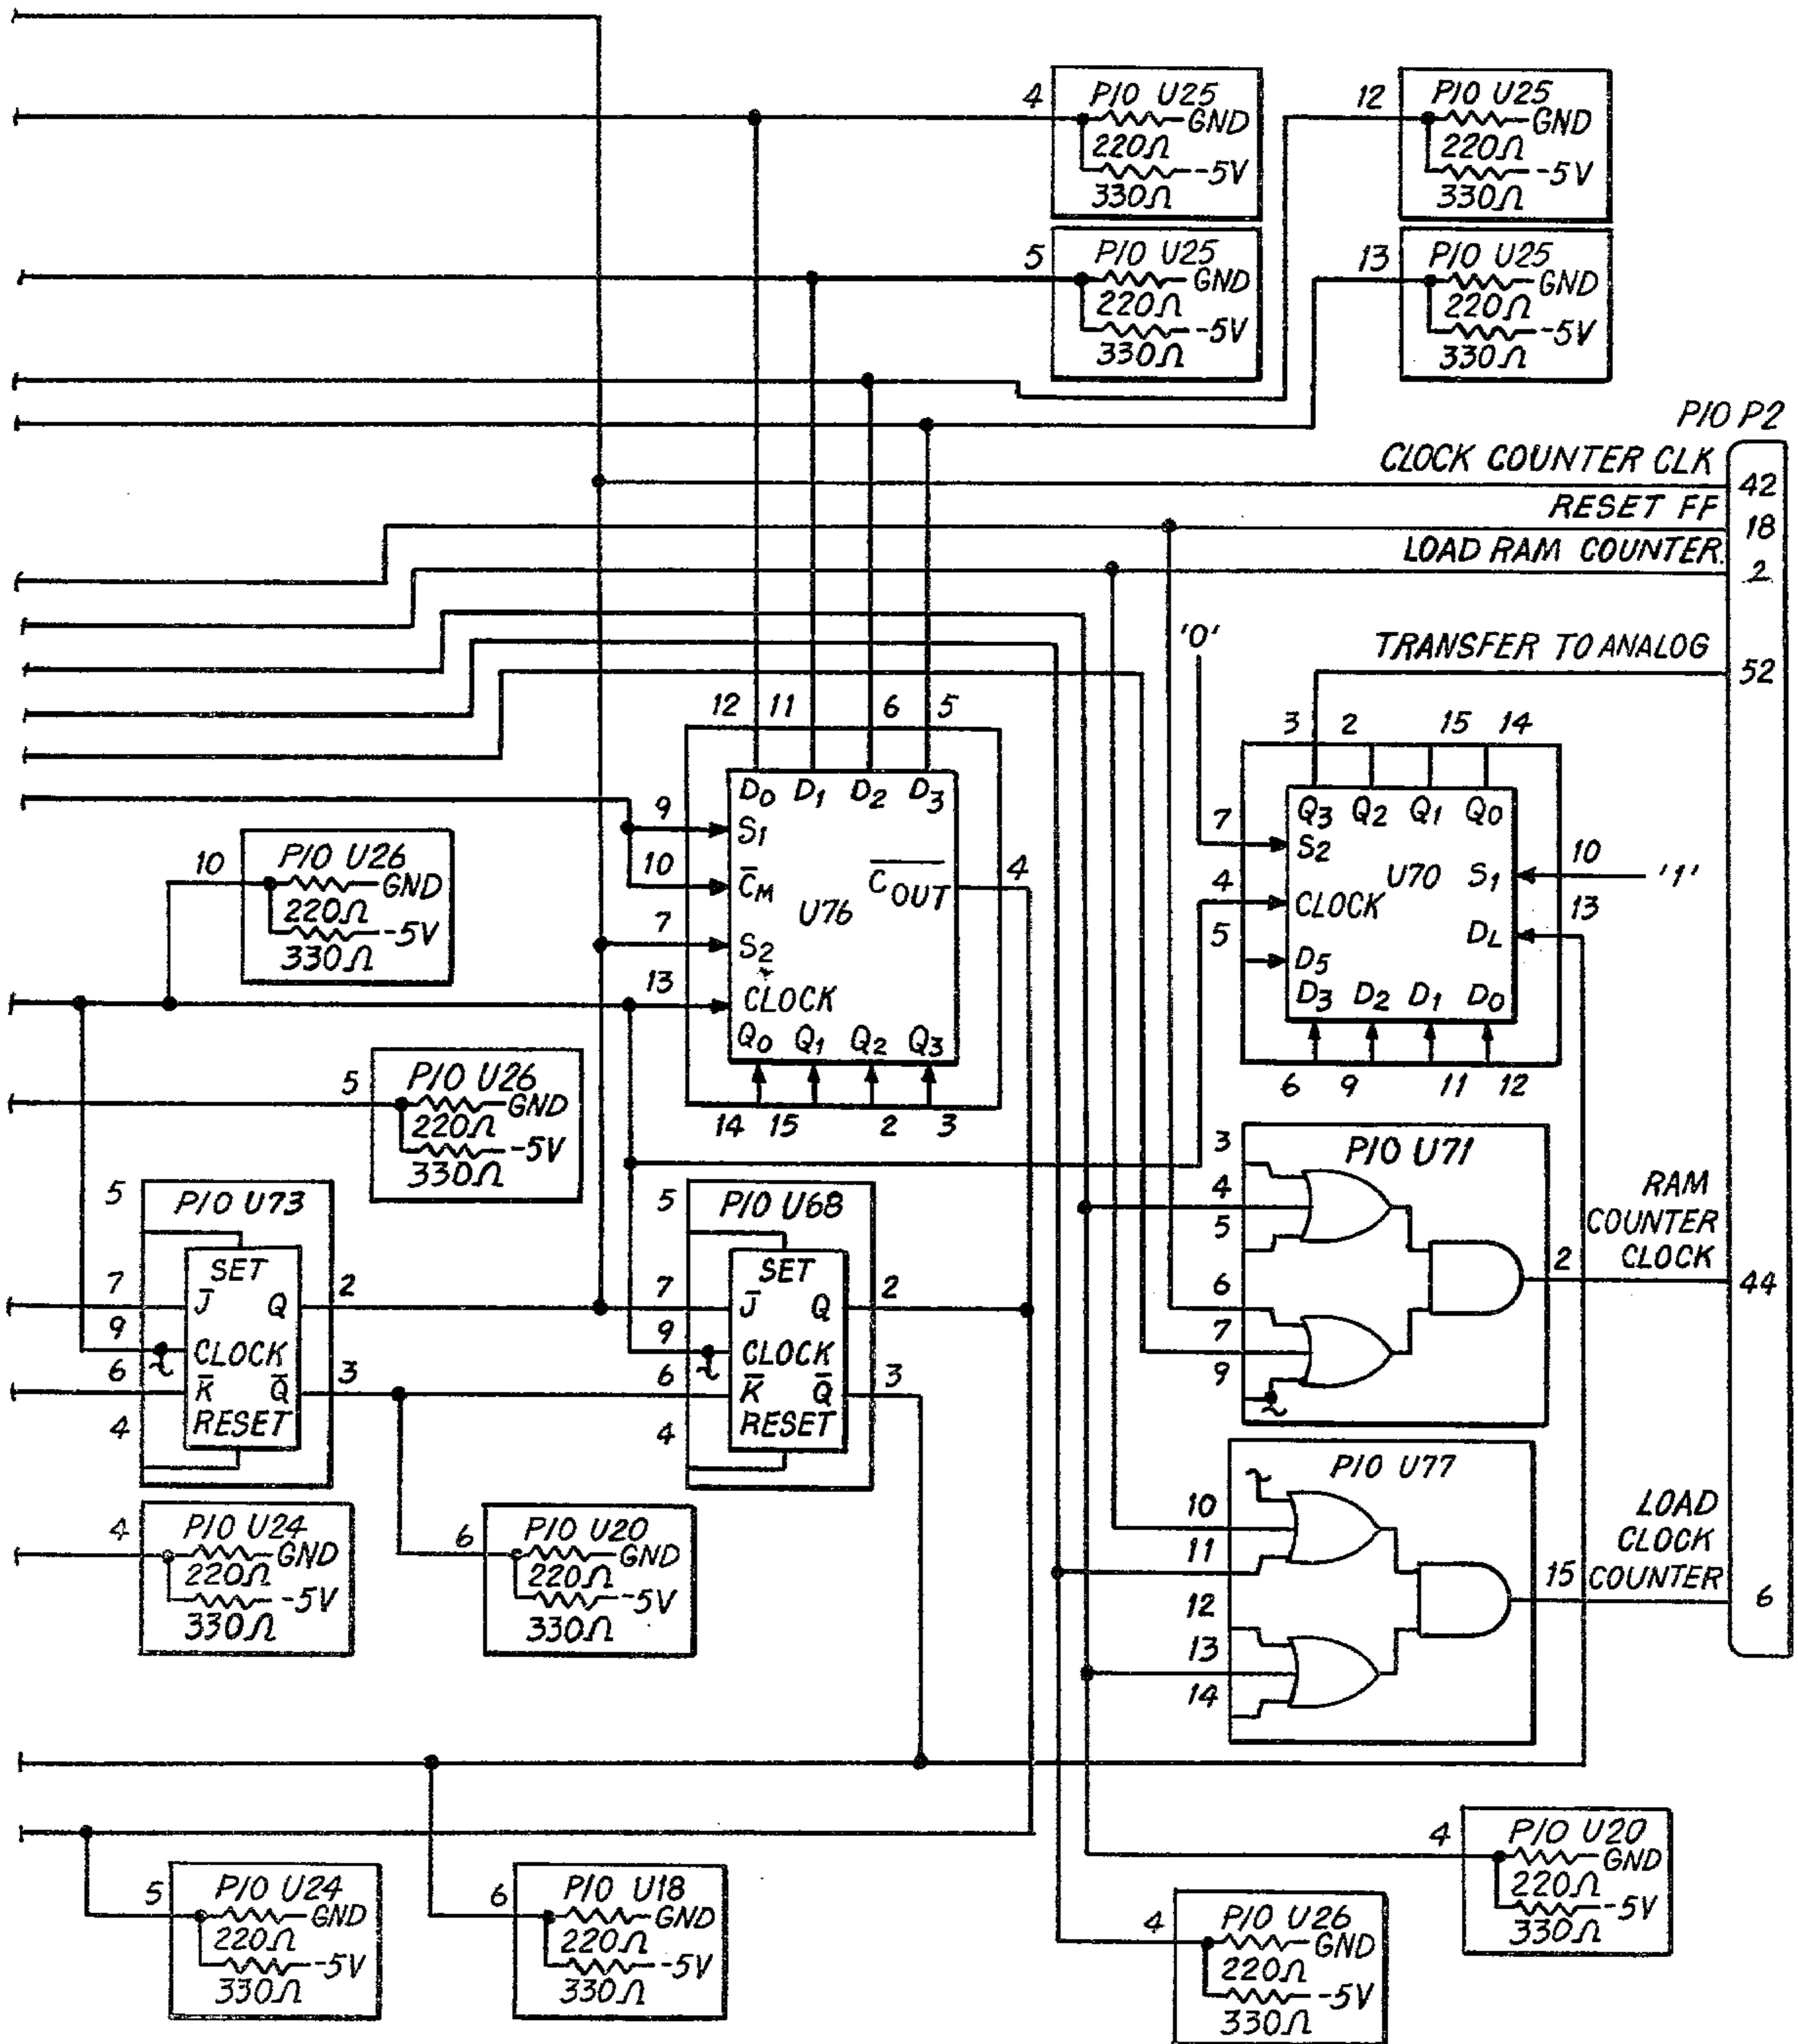 4 P/O U25
GND
220Ω
-5V
330Ω
12 P/O U25
GND
220Ω
-5V
330Ω
5 P/O U25
GND
220Ω
-5V
330Ω
13 P/O U25
GND
220Ω
-5V
330Ω
P/O P2
CLOCK COUNTER CLK 42
RESET FF 18
LOAD RAM COUNTER 2
TRANSFER TO ANALOG 52
'0'
12 11 6 5
D0 D1 D2 D3
9 S1
10 C̅M
C̅O̅U̅T̅ 4
U76
7 S2
13 CLOCK
Q0 Q1 Q2 Q3
14 15 2 3
3 2 15 14
Q3 Q2 Q1 Q0
7 S2
U70 S1 10 '1'
4 CLOCK
DL 13
5 D5
D3 D2 D1 D0
6 9 11 12
10 P/O U26
GND
220Ω
-5V
330Ω
5 P/O U26
GND
220Ω
-5V
330Ω
P/O U73
5
SET
7 J̅ Q 2
9 CLOCK
6 K̅ Q̅ 3
RESET
4
P/O U68
5
SET
7 J̅ Q 2
9 CLOCK
6 K̅ Q̅ 3
RESET
4
P/O U71
3
4
5
6
7
9
2
RAM
COUNTER
CLOCK
44
P/O U77
10
11
12
13
14
15
LOAD
CLOCK
COUNTER
6
4 P/O U24
GND
220Ω
-5V
330Ω
6 P/O U20
GND
220Ω
-5V
330Ω
5 P/O U24
GND
220Ω
-5V
330Ω
6 P/O U18
GND
220Ω
-5V
330Ω
4 P/O U26
GND
220Ω
-5V
330Ω
4 P/O U20
GND
220Ω
-5V
330Ω